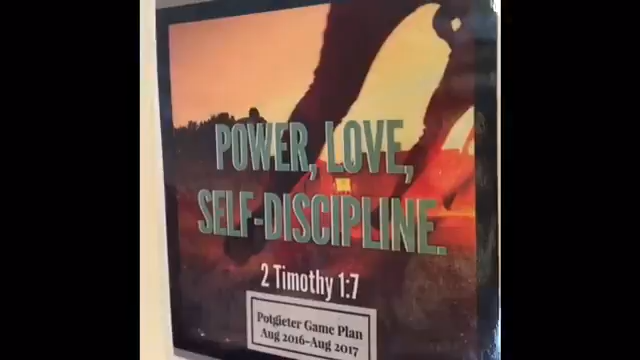 POWER, LOVE,
SELF-DISCIPLINE.
2 Timothy 1:7
Potgieter Game Plan
Aug 2016-Aug 2017